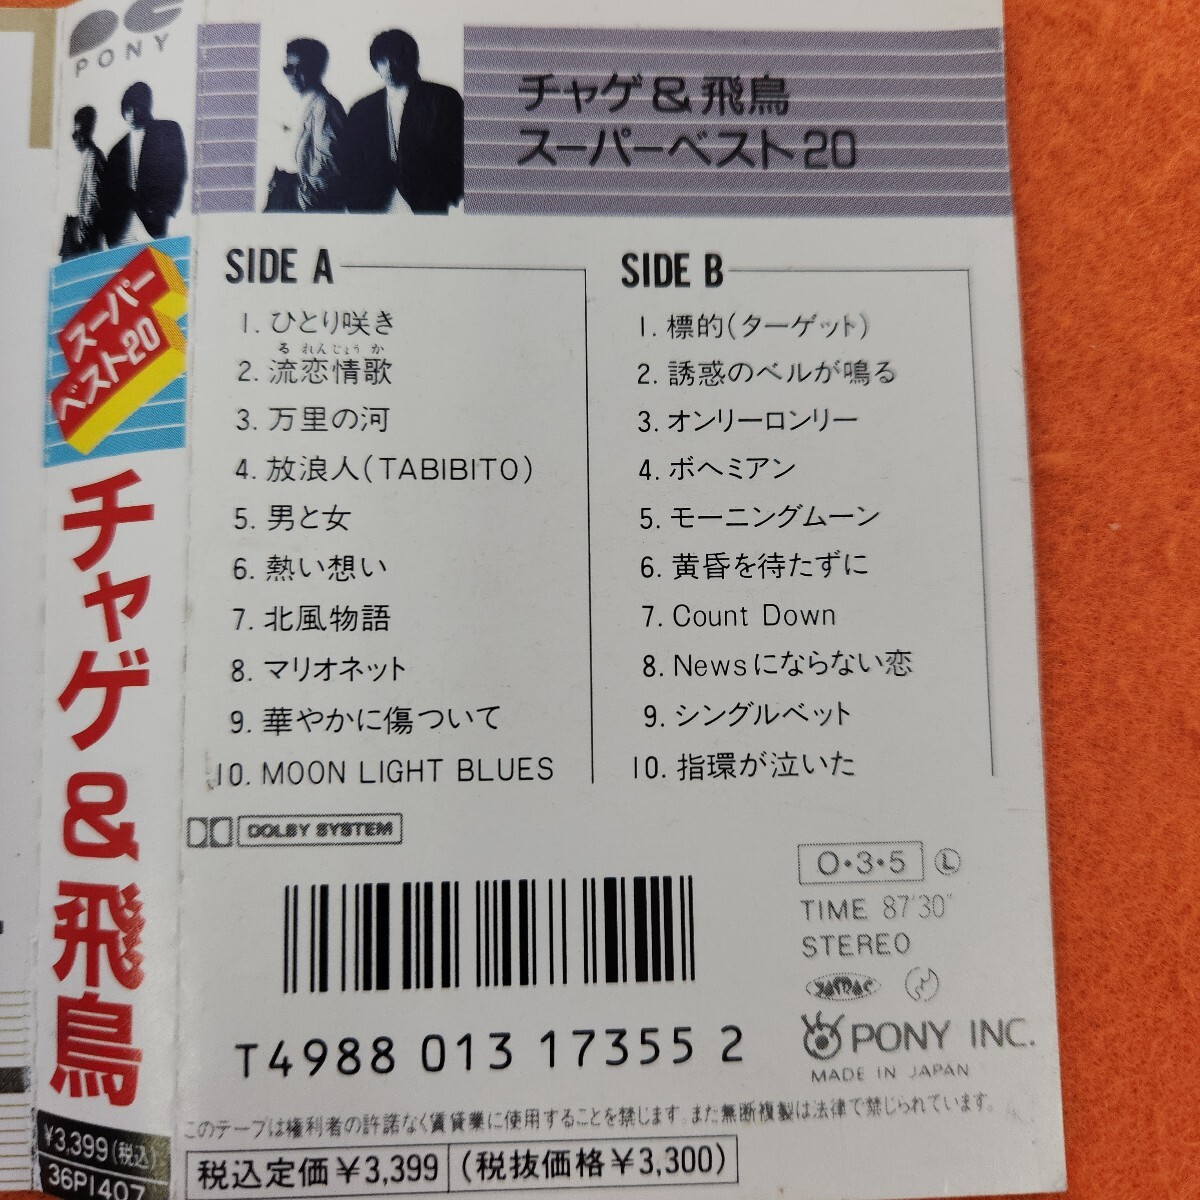 PONY
スーパー
ベスト20
チャゲ&飛鳥
¥3,399(税込)
36P1407
チャゲ&飛鳥
スーパーベスト20
SIDE A
1. ひとり咲き
る れんじょう か
2. 流恋情歌
3. 万里の河
4. 放浪人(TABIBITO)
5. 男と女
6. 熱い想い
7. 北風物語
8. マリオネット
9. 華やかに傷ついて
10. MOON LIGHT BLUES
SIDE B
1. 標的(ターゲット)
2. 誘惑のベルが鳴る
3. オンリーロンリー
4. ボヘミアン
5. モーニングムーン
6. 黄昏を待たずに
7. Count Down
8. Newsにならない恋
9. シングルベット
10. 指環が泣いた
DOLBY SYSTEM
O・3・5 Ⓛ
TIME 87'30"
STEREO
PONY INC.
MADE IN JAPAN
T4988 013 17355 2
このテープは権利者の許諾なく賃貸業に使用することを禁じます。また無断複製は法律で禁じられています。
税込定価¥3,399 (税抜価格¥3,300)